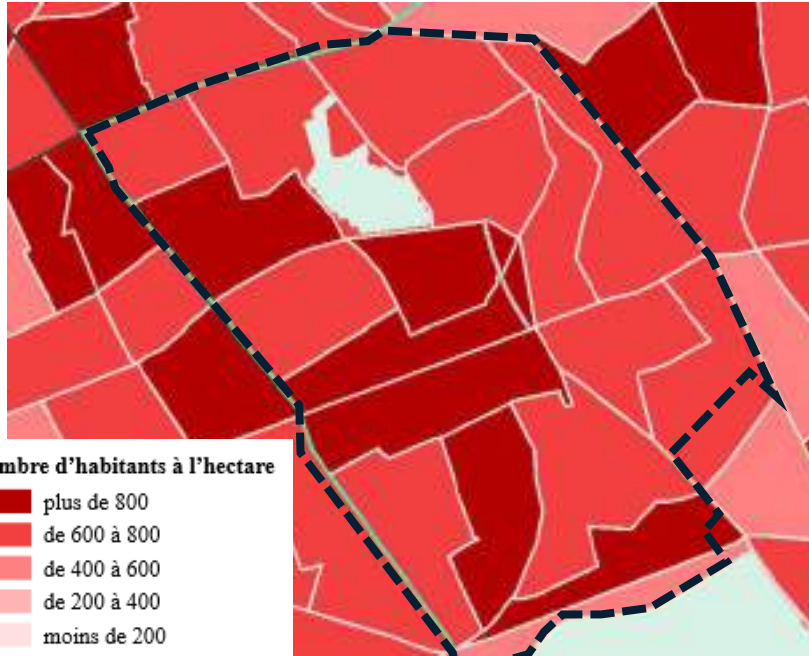 mbre d’habitants à l’hectare
plus de 800
de 600 à 800
de 400 à 600
de 200 à 400
moins de 200